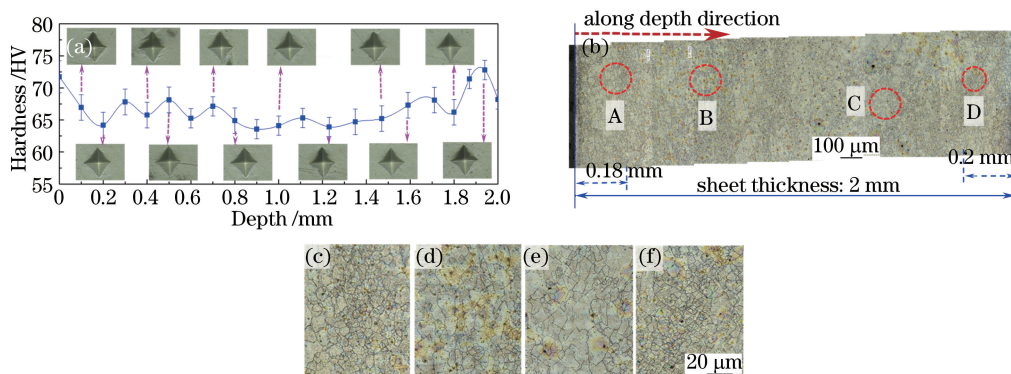 (a)
Hardness /HV
80
75
70
65
60
55
0 0.2 0.4 0.6 0.8 1.0 1.2 1.4 1.6 1.8 2.0
Depth /mm
along depth direction
(b)
A
B
C
D
100 μm
0.18 mm
0.2 mm
sheet thickness: 2 mm
(c)
(d)
(e)
(f)
20 μm